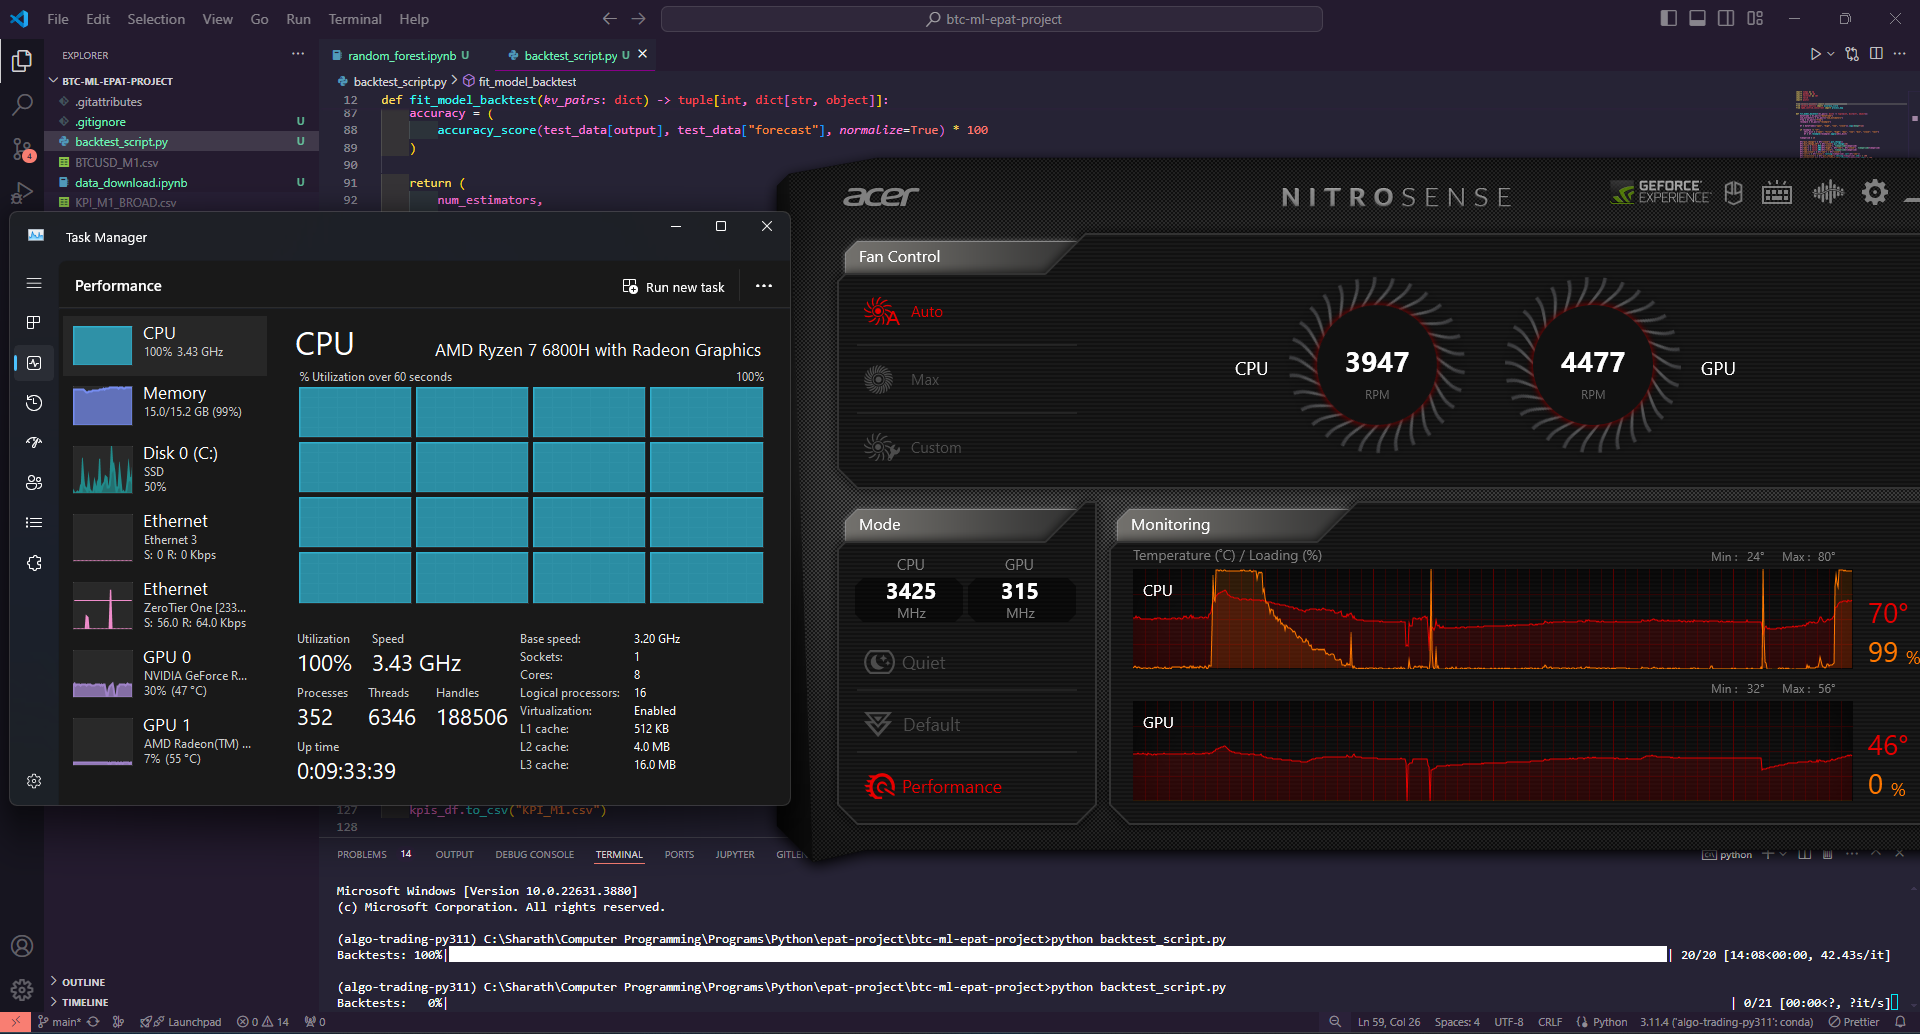 File Edit Selection View Go Run Terminal Help
btc-ml-epat-project
EXPLORER
BTC-ML-EPAT-PROJECT
.gitattributes
.gitignore U
backtest_script.py U
BTCUSD_M1.csv
data_download.ipynb U
KPI_M1_BROAD.csv
4
random_forest.ipynb U
backtest_script.py U
backtest_script.py > fit_model_backtest
12 def fit_model_backtest(kv_pairs: dict) -> tuple[int, dict[str, object]]:
87 accuracy = (
88 accuracy_score(test_data[output], test_data["forecast"], normalize=True) * 100
89 )
90
91 return (
92 num_estimators,
Task Manager
Performance
Run new task
CPU
100% 3.43 GHz
Memory
15.0/15.2 GB (99%)
Disk 0 (C:)
SSD
50%
Ethernet
Ethernet 3
S: 0 R: 0 Kbps
Ethernet
ZeroTier One [233...
S: 56.0 R: 64.0 Kbps
GPU 0
NVIDIA GeForce R...
30% (47 °C)
GPU 1
AMD Radeon(TM) ...
7% (55 °C)
CPU
AMD Ryzen 7 6800H with Radeon Graphics
% Utilization over 60 seconds 100%
Utilization Speed
100% 3.43 GHz
Processes Threads Handles
352 6346 188506
Up time
0:09:33:39
Base speed: 3.20 GHz
Sockets: 1
Cores: 8
Logical processors: 16
Virtualization: Enabled
L1 cache: 512 KB
L2 cache: 4.0 MB
L3 cache: 16.0 MB
acer
NITROSENSE
GEFORCE
EXPERIENCE
Fan Control
Auto
Max
Custom
CPU 3947 RPM
4477 RPM GPU
Mode
CPU GPU
3425 315
MHz MHz
Quiet
Default
Performance
Monitoring
Temperature (℃) / Loading (%)
Min : 24° Max : 80°
CPU
70°
99 %
Min : 32° Max : 56°
GPU
46°
0 %
127 kpis_df.to_csv("KPI_M1.csv")
128
PROBLEMS 14 OUTPUT DEBUG CONSOLE TERMINAL PORTS JUPYTER GITLEN
python
Microsoft Windows [Version 10.0.22631.3880]
(c) Microsoft Corporation. All rights reserved.
(algo-trading-py311) C:\Sharath\Computer Programming\Programs\Python\epat-project\btc-ml-epat-project>python backtest_script.py
Backtests: 100%| | 20/20 [14:08<00:00, 42.43s/it]
(algo-trading-py311) C:\Sharath\Computer Programming\Programs\Python\epat-project\btc-ml-epat-project>python backtest_script.py
Backtests: 0%| | 0/21 [00:00<?, ?it/s]
OUTLINE
TIMELINE
main* Launchpad 0 14 0
Ln 59, Col 26 Spaces: 4 UTF-8 CRLF Python 3.11.4 ('algo-trading-py311': conda) Prettier